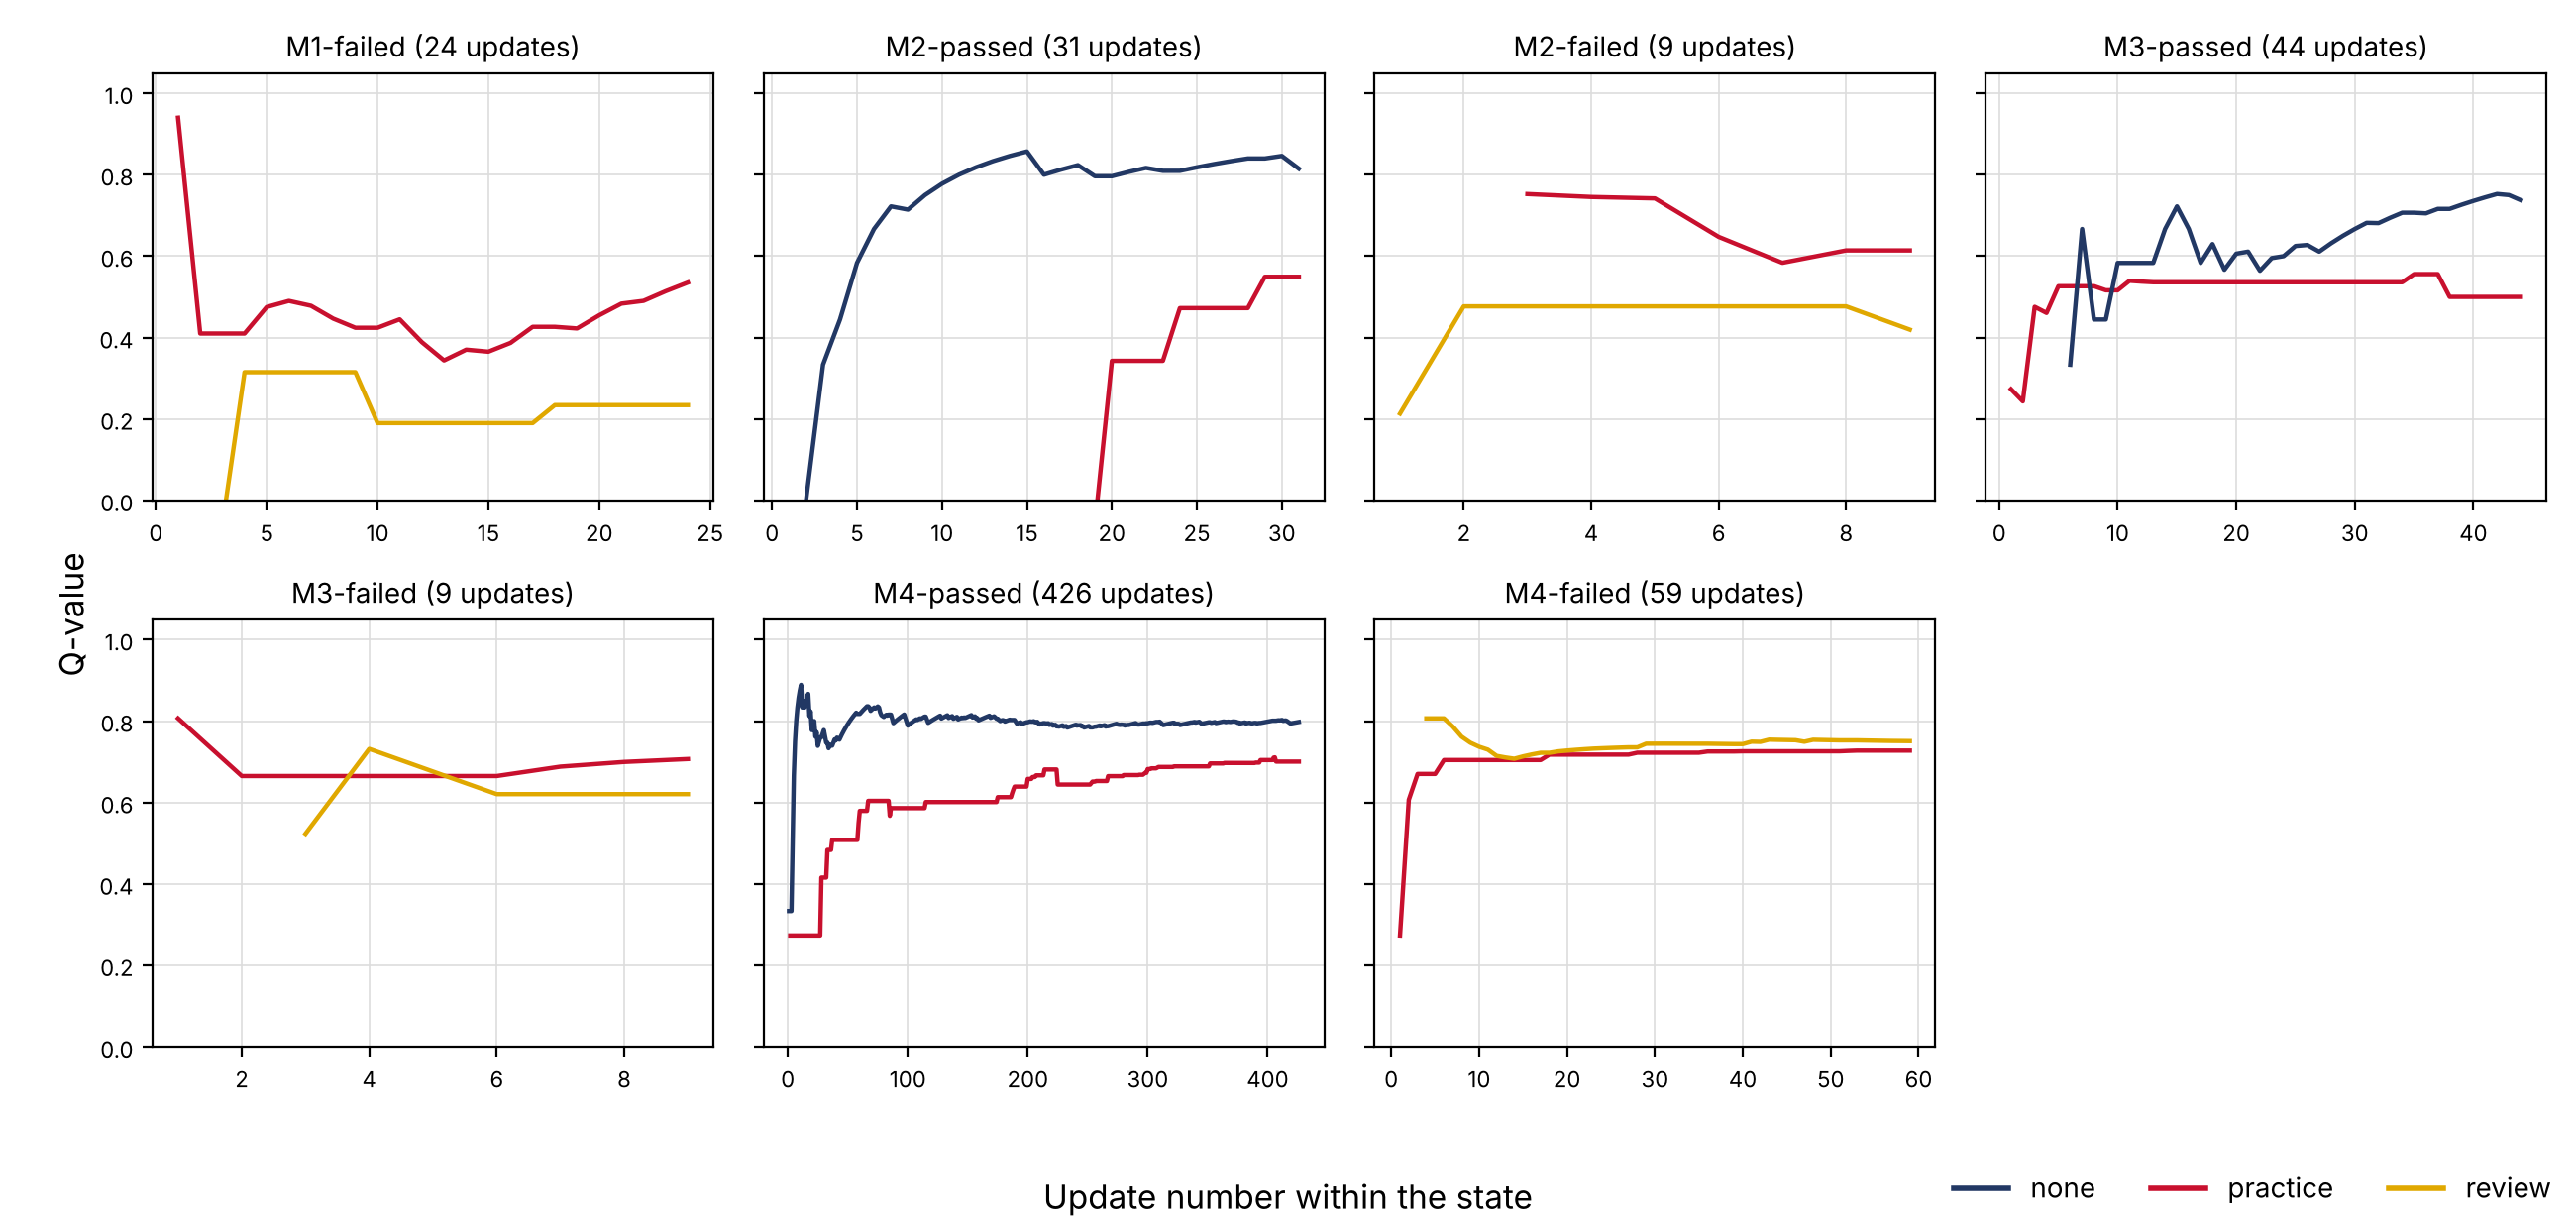 M1-failed (24 updates)
M2-passed (31 updates)
M2-failed (9 updates)
M3-passed (44 updates)
1.0
0.8
0.6
0.4
0.2
0.0
0 5 10 15 20 25
0 5 10 15 20 25 30
2 4 6 8
0 10 20 30 40
Q-value
M3-failed (9 updates)
M4-passed (426 updates)
M4-failed (59 updates)
1.0
0.8
0.6
0.4
0.2
0.0
2 4 6 8
0 100 200 300 400
0 10 20 30 40 50 60
Update number within the state
none practice review